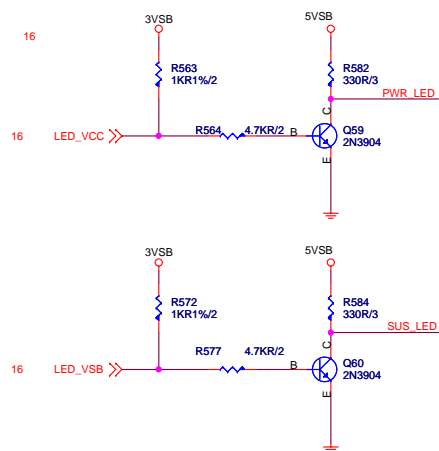 3VSB
5VSB
16
R563
1KR1%/2
R582
330R/3
PWR_LED
C
16 LED_VCC
R564 4.7KR/2 B
Q59
2N3904
E
3VSB
5VSB
R572
1KR1%/2
R584
330R/3
SUS_LED
C
R577 4.7KR/2
B
Q60
2N3904
16 LED_VSB
E